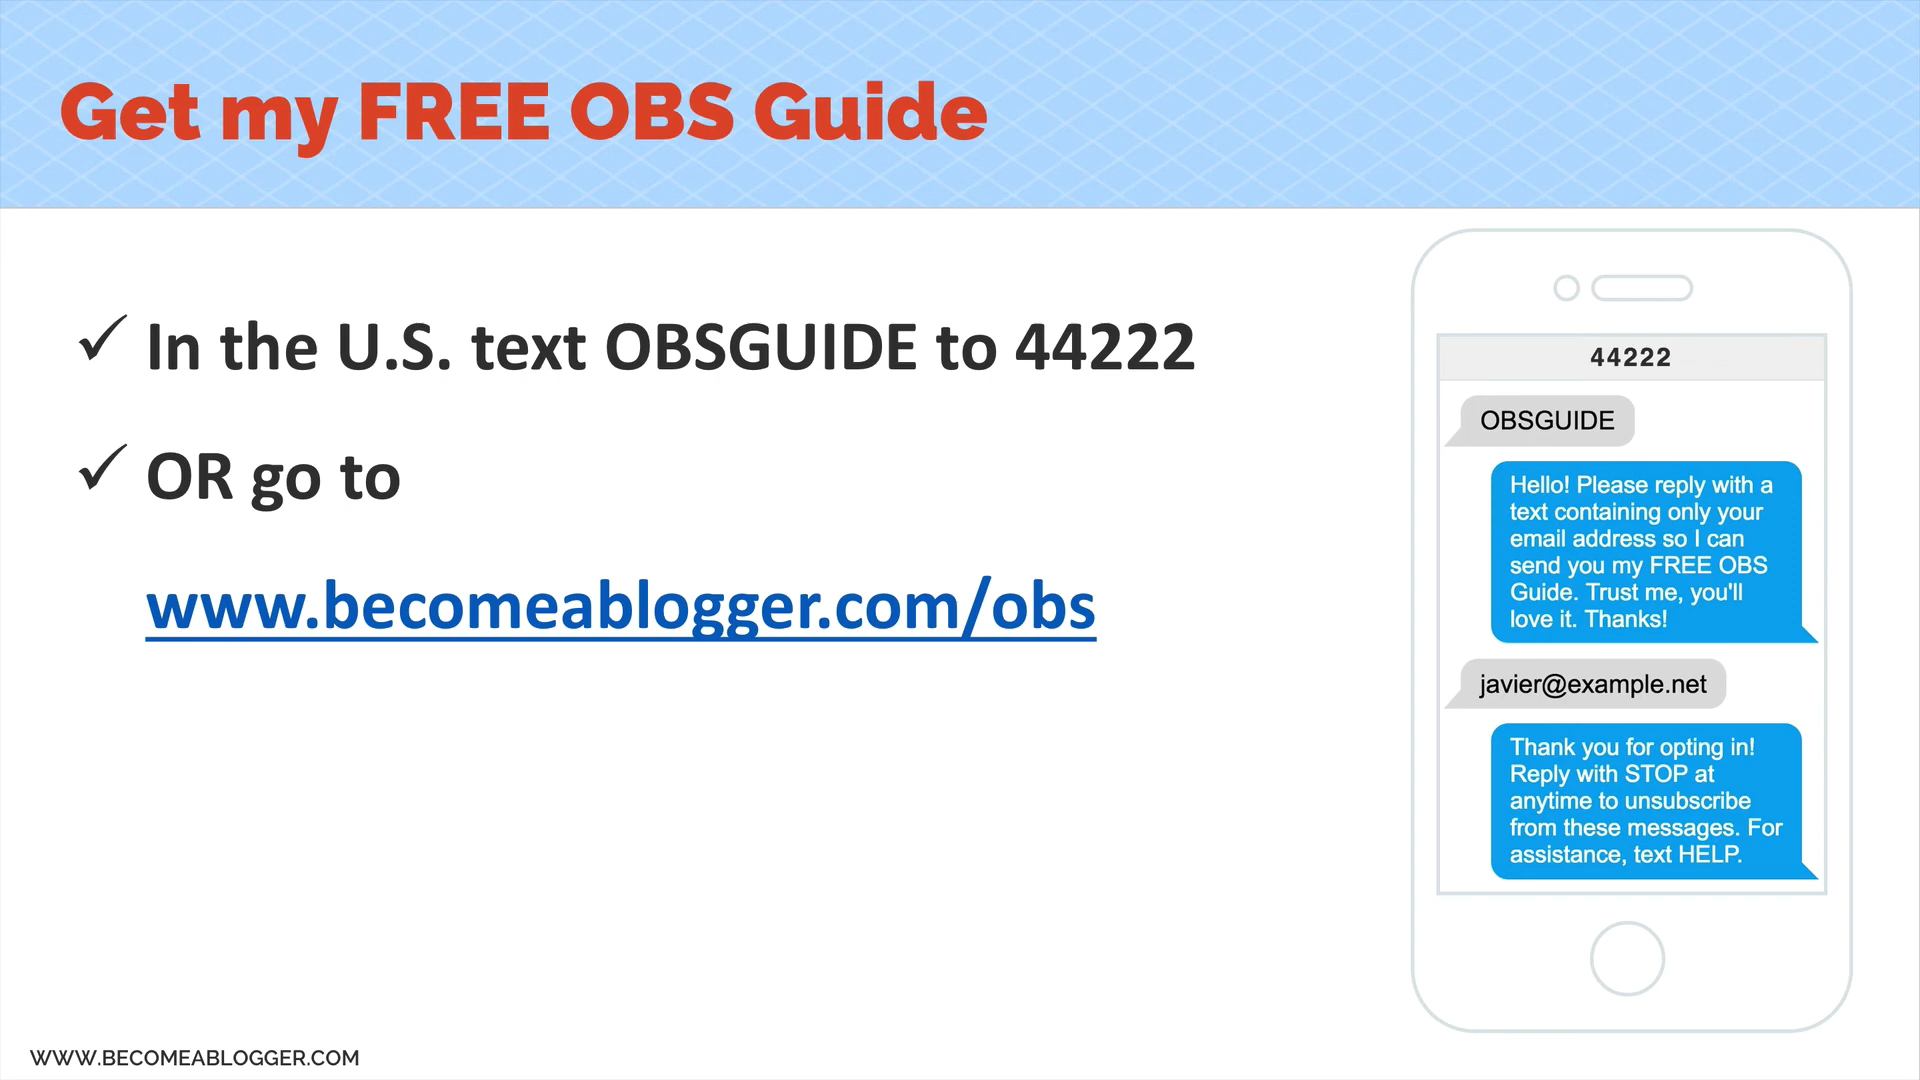 Get my FREE OBS Guide
✓ In the U.S. text OBSGUIDE to 44222
✓ OR go to
www.becomeablogger.com/obs
44222
OBSGUIDE
Hello! Please reply with a
text containing only your
email address so I can
send you my FREE OBS
Guide. Trust me, you'll
love it. Thanks!
javier@example.net
Thank you for opting in!
Reply with STOP at
anytime to unsubscribe
from these messages. For
assistance, text HELP.
WWW.BECOMEABLOGGER.COM